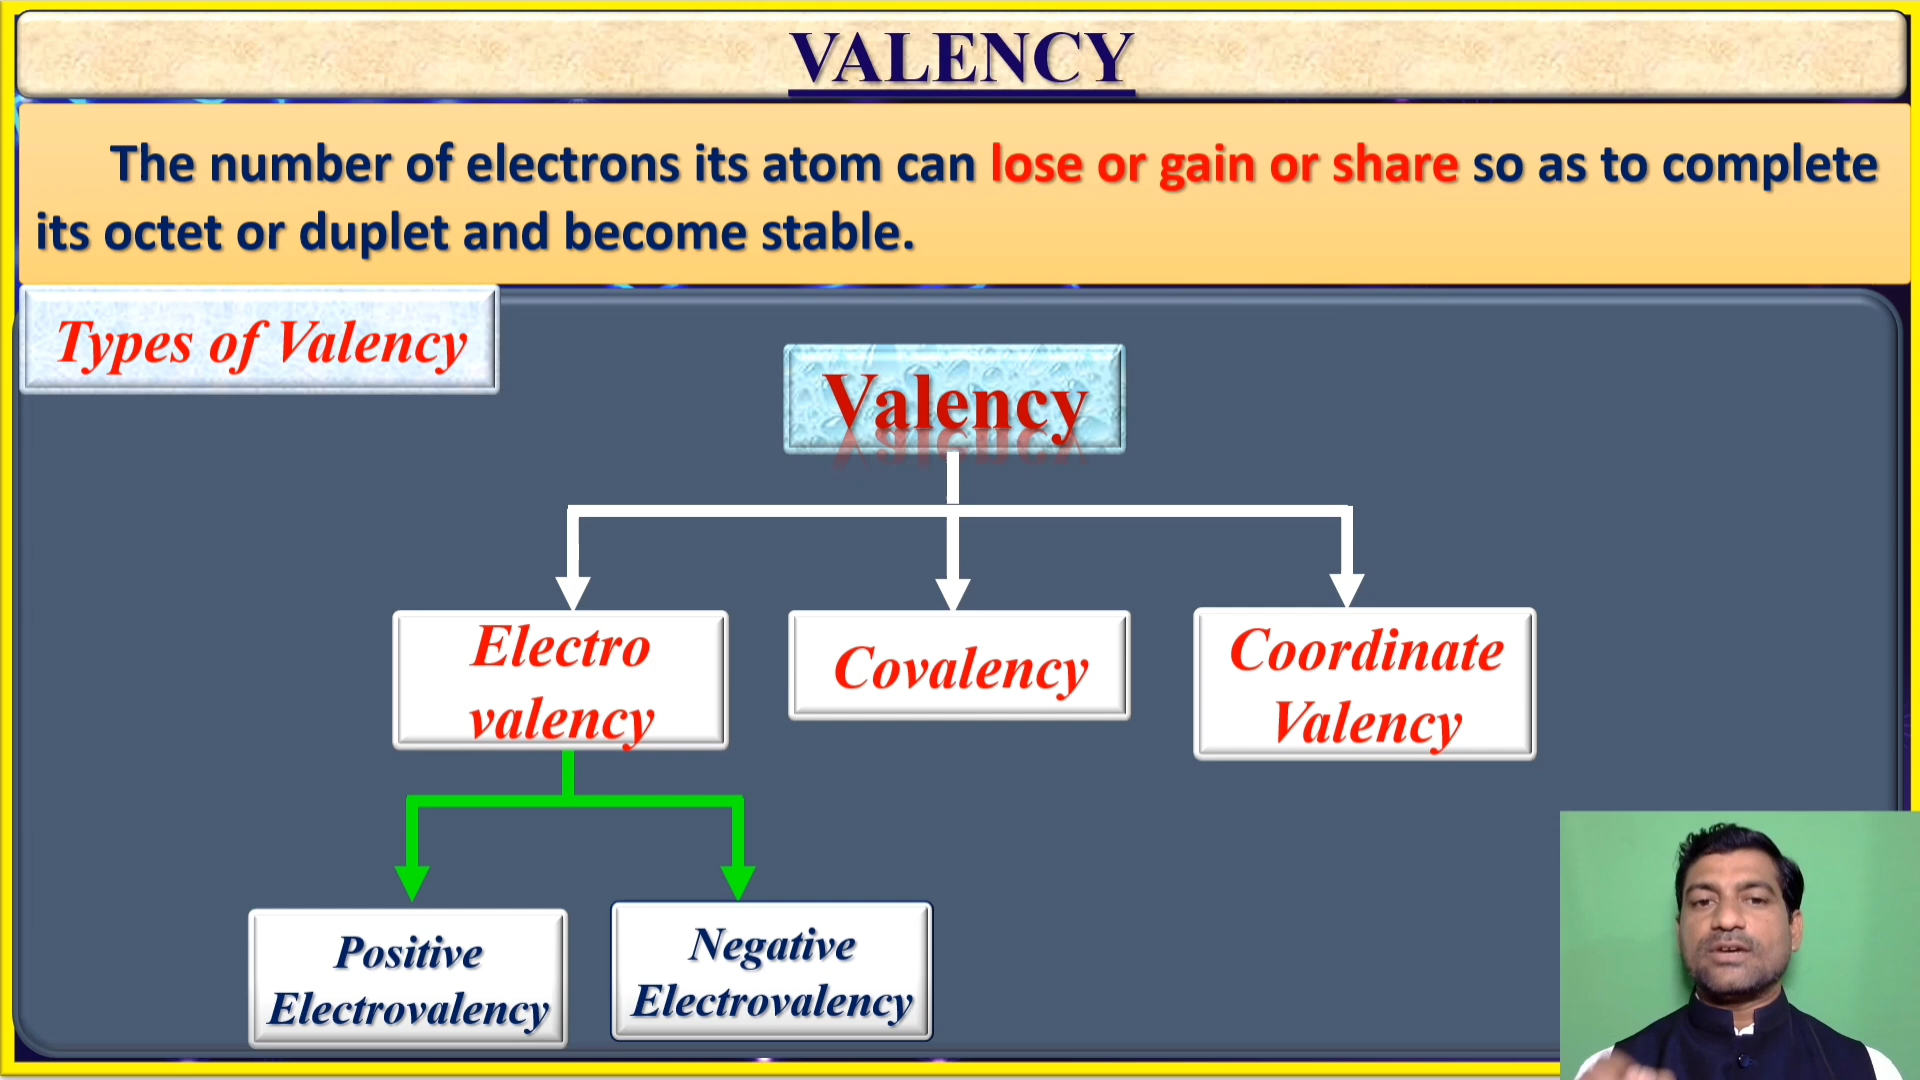 VALENCY
The number of electrons its atom can lose or gain or share so as to complete
its octet or duplet and become stable.
Types of Valency
Valency
Electro
valency
Covalency
Coordinate
Valency
Positive
Electrovalency
Negative
Electrovalency